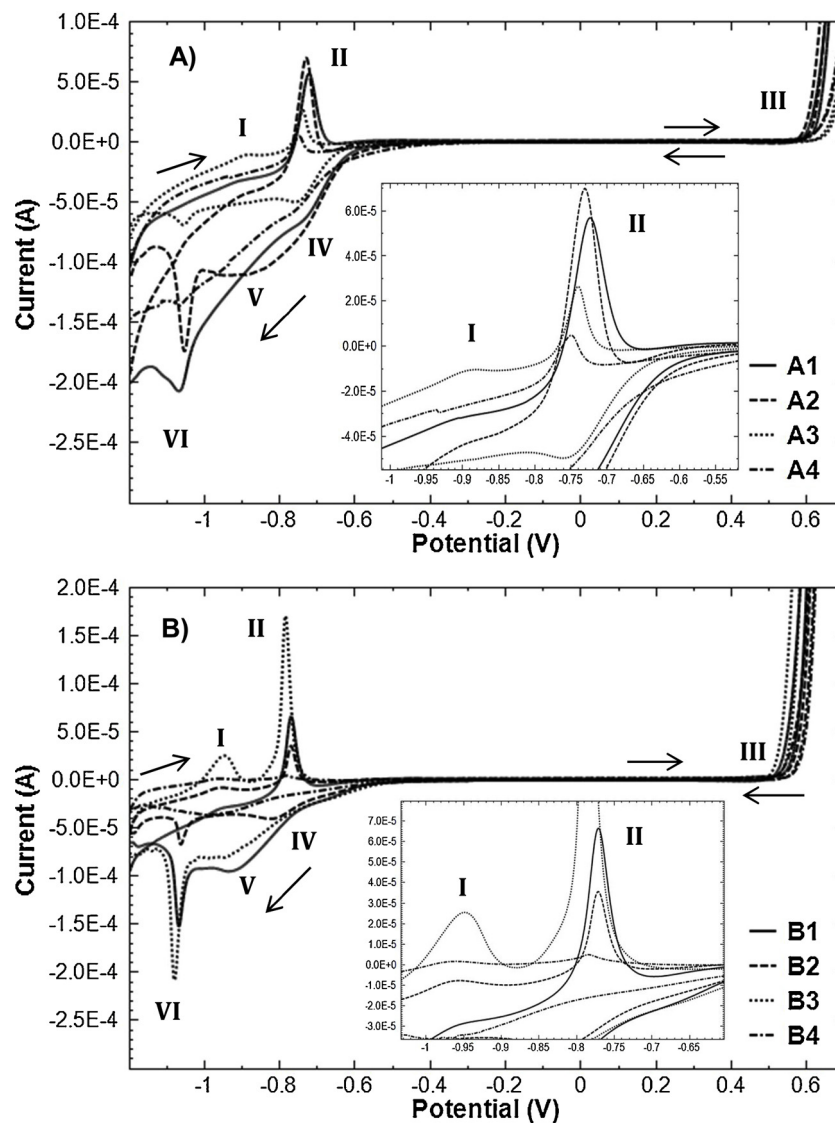 A)
Current (A)
1.0E-4
5.0E-5
0.0E+0
-5.0E-5
-1.0E-4
-1.5E-4
-2.0E-4
-2.5E-4
I
II
III
IV
V
VI
6.0E-5
4.0E-5
2.0E-5
0.0E+0
-2.0E-5
-4.0E-5
I
II
-1 -0.95 -0.9 -0.85 -0.8 -0.75 -0.7 -0.65 -0.6 -0.55
A1
A2
A3
A4
-1 -0.8 -0.6 -0.4 -0.2 0 0.2 0.4 0.6
Potential (V)
B)
Current (A)
2.0E-4
1.5E-4
1.0E-4
5.0E-5
0.0E+0
-5.0E-5
-1.0E-4
-1.5E-4
-2.0E-4
-2.5E-4
I
II
III
IV
V
VI
7.0E-5
6.0E-5
5.0E-5
4.0E-5
3.0E-5
2.0E-5
1.0E-5
0.0E+0
-1.0E-5
-2.0E-5
-3.0E-5
I
II
-1 -0.95 -0.9 -0.85 -0.8 -0.75 -0.7 -0.65
B1
B2
B3
B4
-1 -0.8 -0.6 -0.4 -0.2 0 0.2 0.4 0.6
Potential (V)